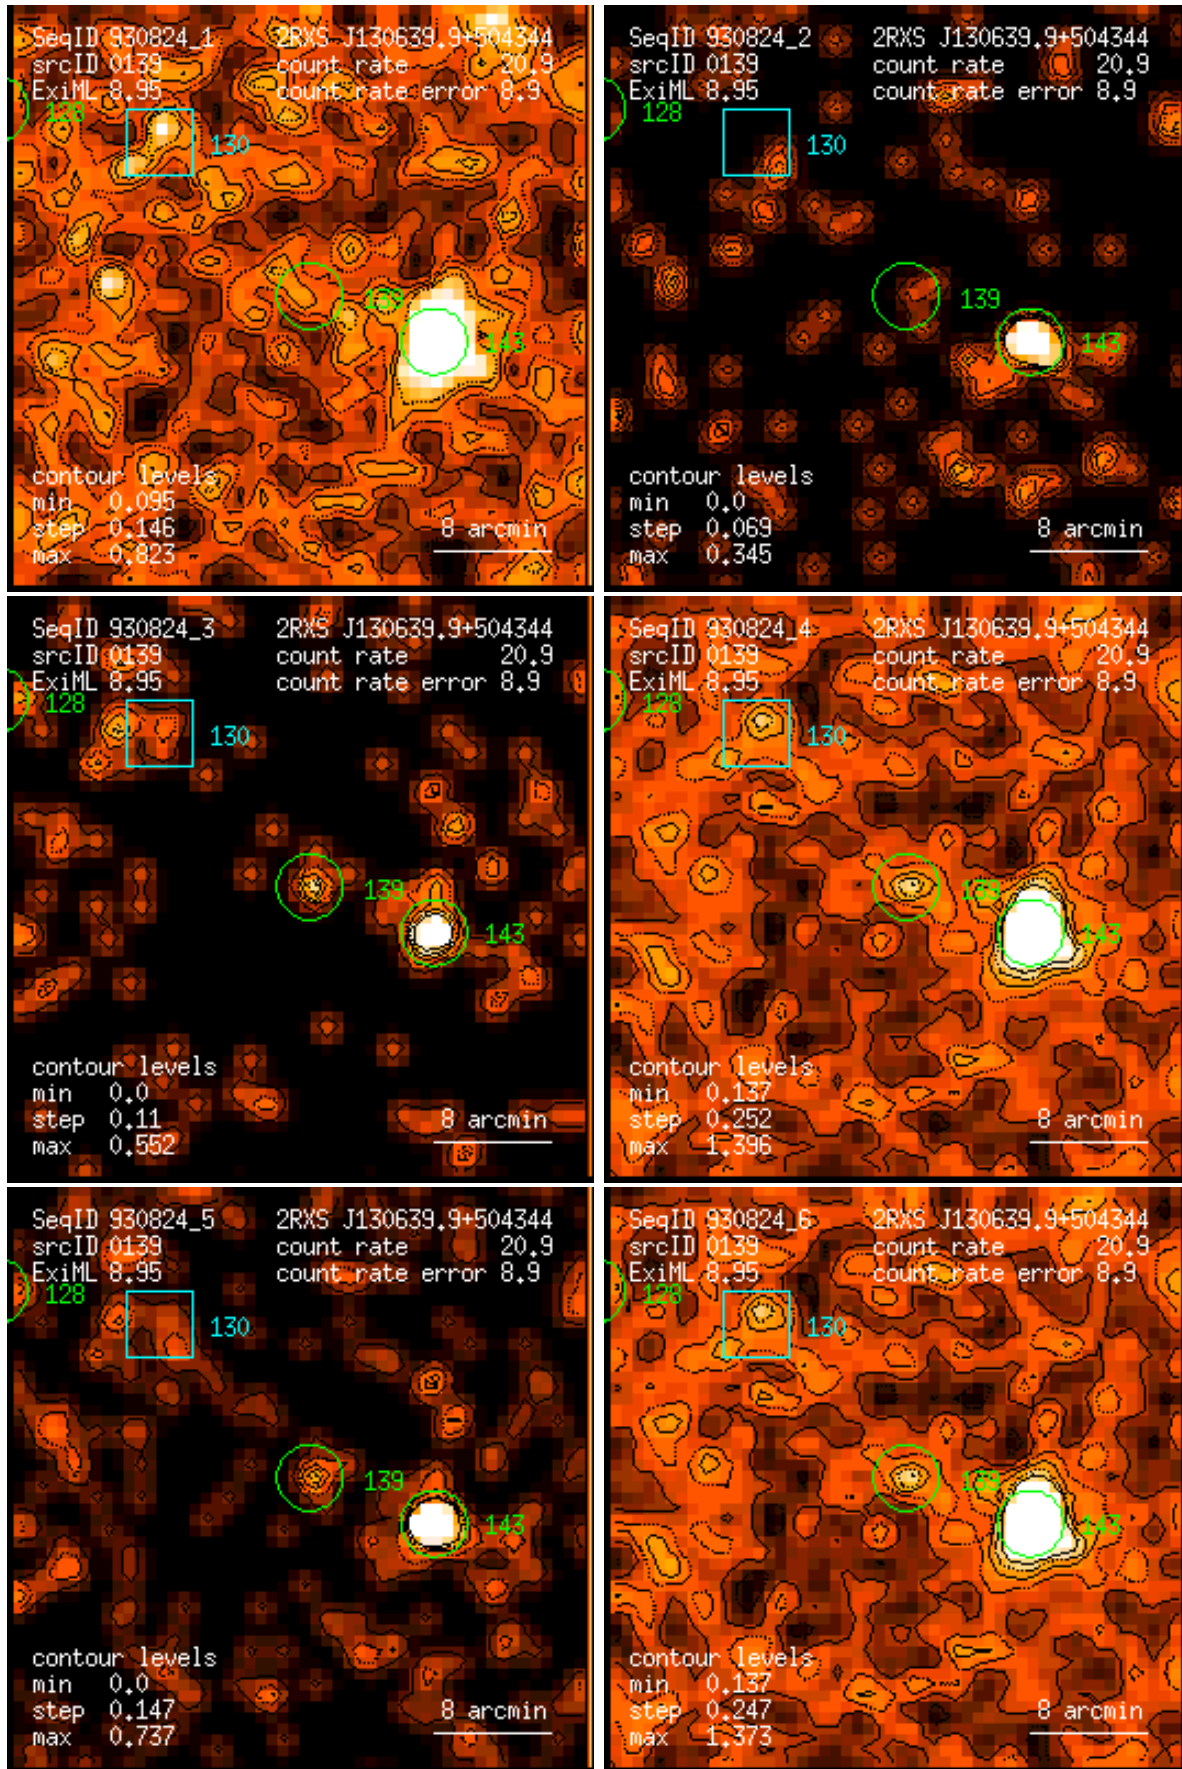 SeqID 930824_1 2RXS J130639.9+504344
srcID 0139 count rate 20.9
ExiML 8.95 count rate error 8.9
128
130
139
143
contour levels
min 0.095
step 0.146 8 arcmin
max 0.823
SeqID 930824_2 2RXS J130639.9+504344
srcID 0139 count rate 20.9
ExiML 8.95 count rate error 8.9
128
130
139
143
contour levels
min 0.0
step 0.069 8 arcmin
max 0.345
SeqID 930824_3 2RXS J130639.9+504344
srcID 0139 count rate 20.9
ExiML 8.95 count rate error 8.9
128
130
139
143
contour levels
min 0.0
step 0.11 8 arcmin
max 0.552
SeqID 930824_4 2RXS J130639.9+504344
srcID 0139 count rate 20.9
ExiML 8.95 count rate error 8.9
128
130
139
143
contour levels
min 0.137
step 0.252 8 arcmin
max 1.396
SeqID 930824_5 2RXS J130639.9+504344
srcID 0139 count rate 20.9
ExiML 8.95 count rate error 8.9
128
130
139
143
contour levels
min 0.0
step 0.147 8 arcmin
max 0.737
SeqID 930824_6 2RXS J130639.9+504344
srcID 0139 count rate 20.9
ExiML 8.95 count rate error 8.9
128
130
139
143
contour levels
min 0.137
step 0.247 8 arcmin
max 1.373